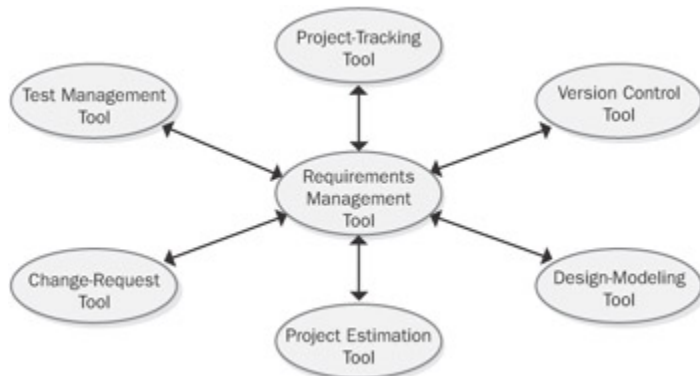 Project-Tracking
Tool
Test Management
Tool
Version Control
Tool
Requirements
Management
Tool
Change-Request
Tool
Design-Modeling
Tool
Project Estimation
Tool